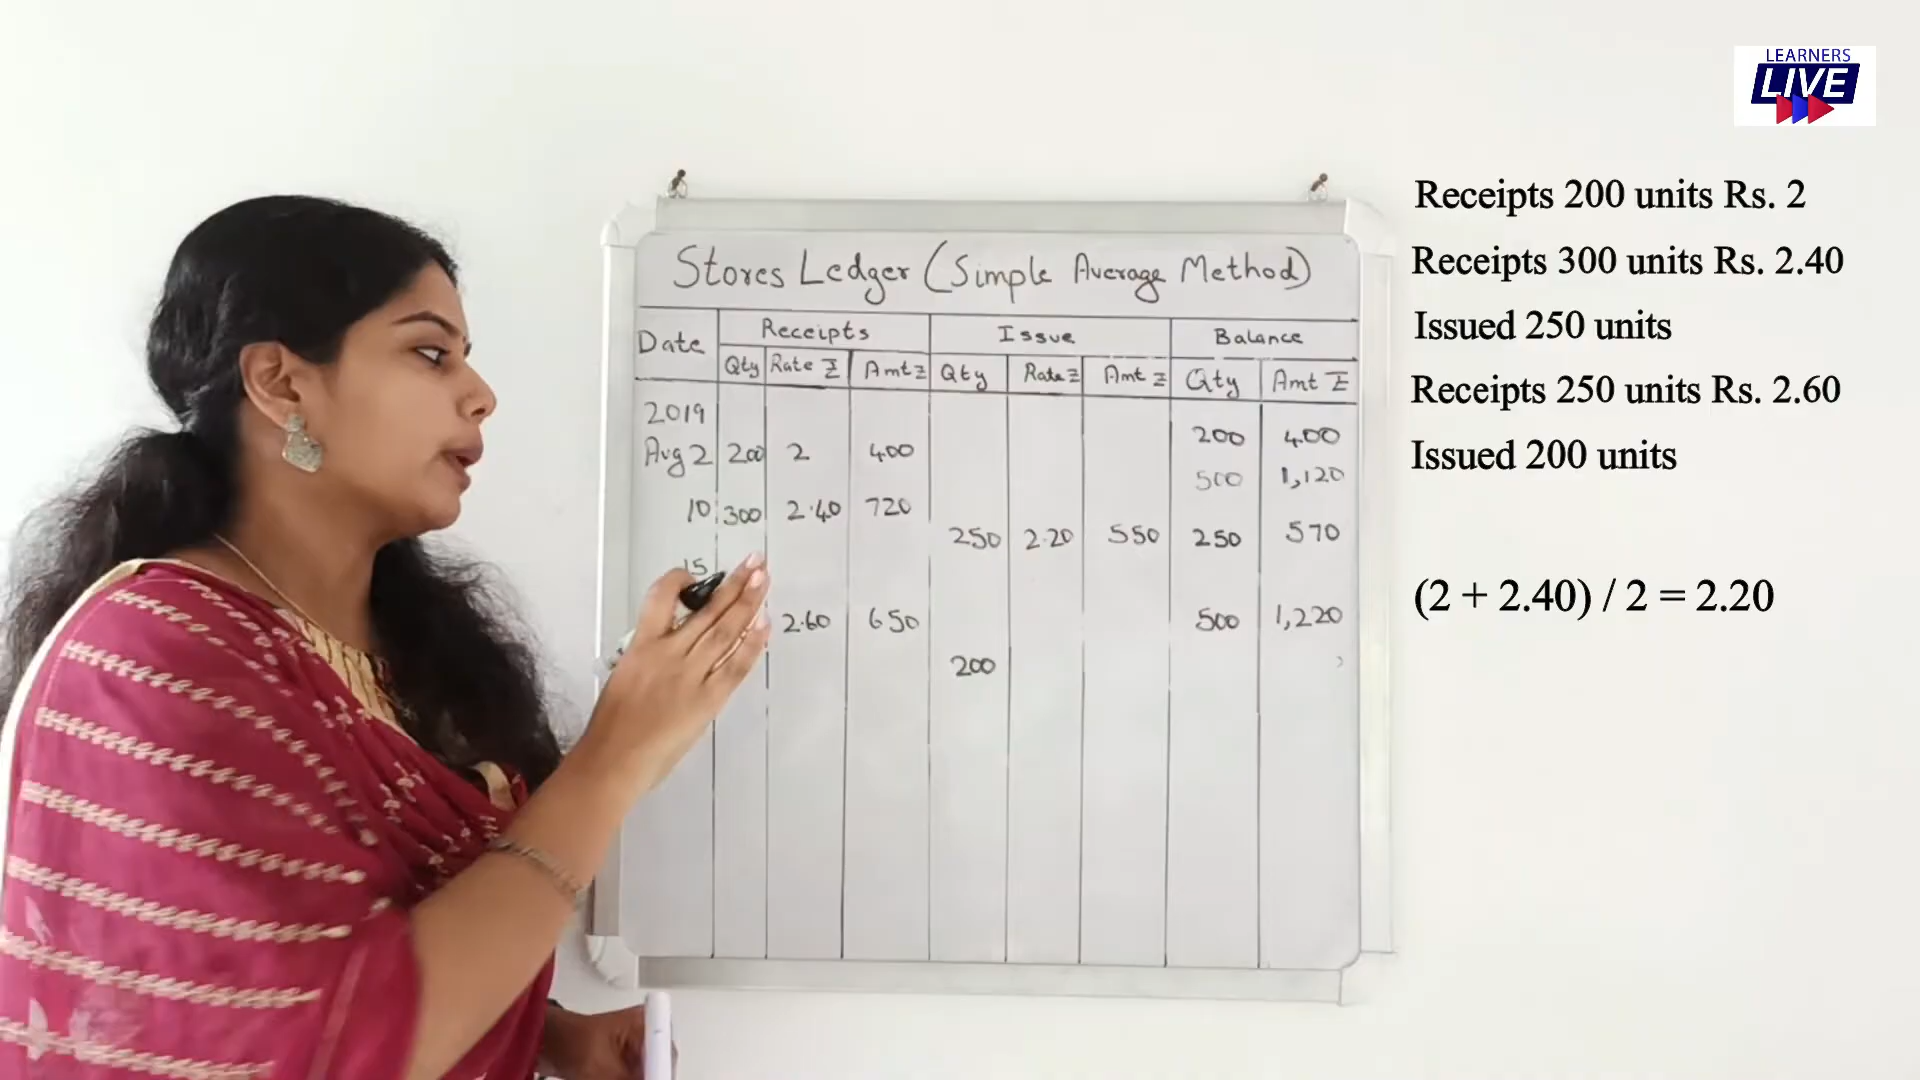 LEARNERS
LIVE
Receipts 200 units Rs. 2
Receipts 300 units Rs. 2.40
Issued 250 units
Receipts 250 units Rs. 2.60
Issued 200 units
(2 + 2.40) / 2 = 2.20
Stores Ledger (Simple Average Method)
Date Receipts Issue Balance
Qty Rate ₹ Amt ₹ Qty Rate ₹ Amt ₹ Qty Amt ₹
2019
Aug 2 200 2 400 200 400
500 1,120
10 300 2.40 720
250 2.20 550 250 570
15
2.60 650 500 1,220
200